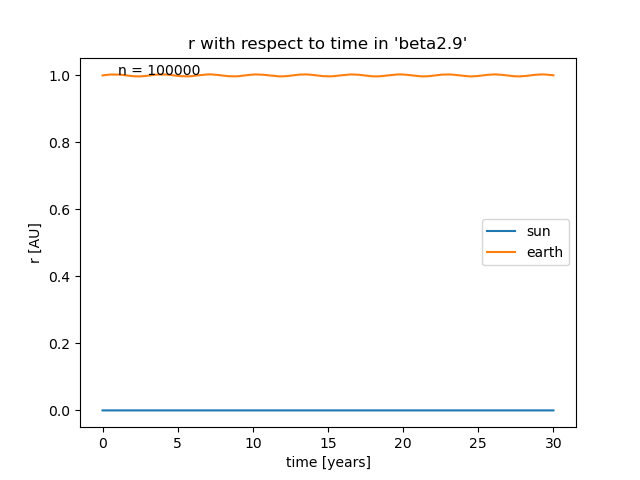 r with respect to time in 'beta2.9'
n = 100000
1.0
0.8
0.6
0.4
0.2
0.0
r [AU]
sun
earth
0 5 10 15 20 25 30
time [years]